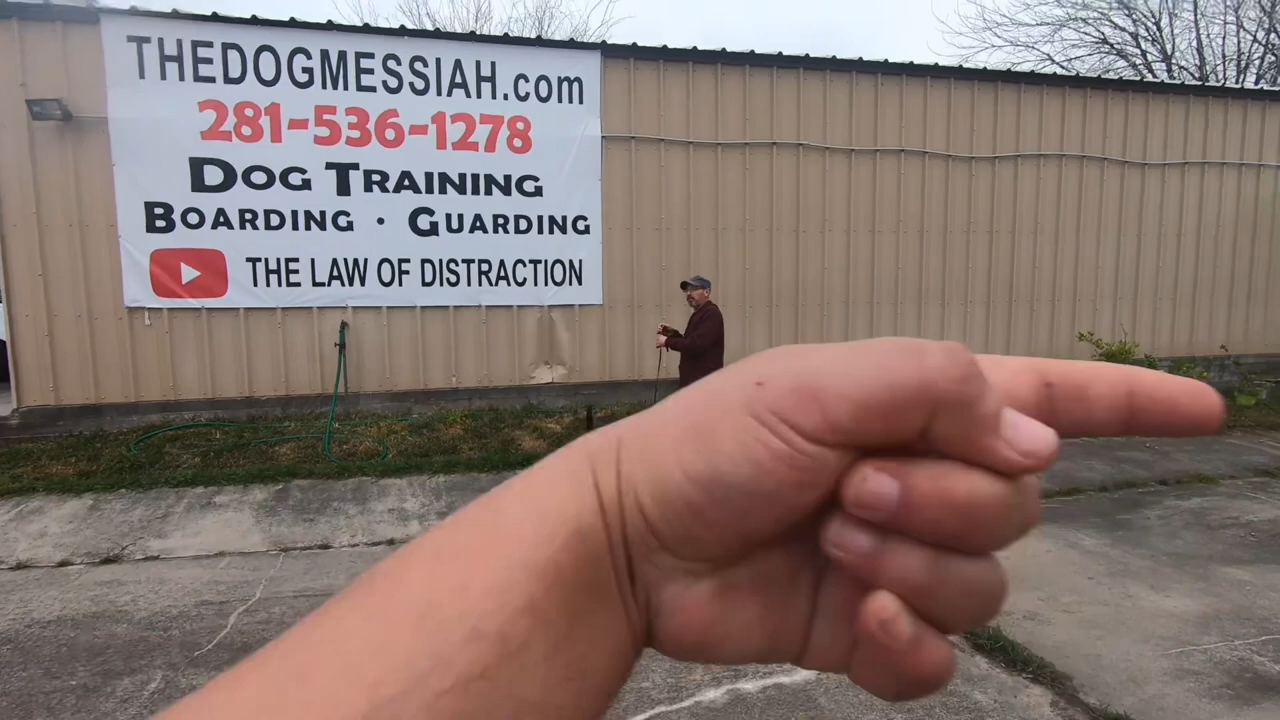 THEDOGMESSIAH.com
281-536-1278
DOG TRAINING
BOARDING · GUARDING
THE LAW OF DISTRACTION